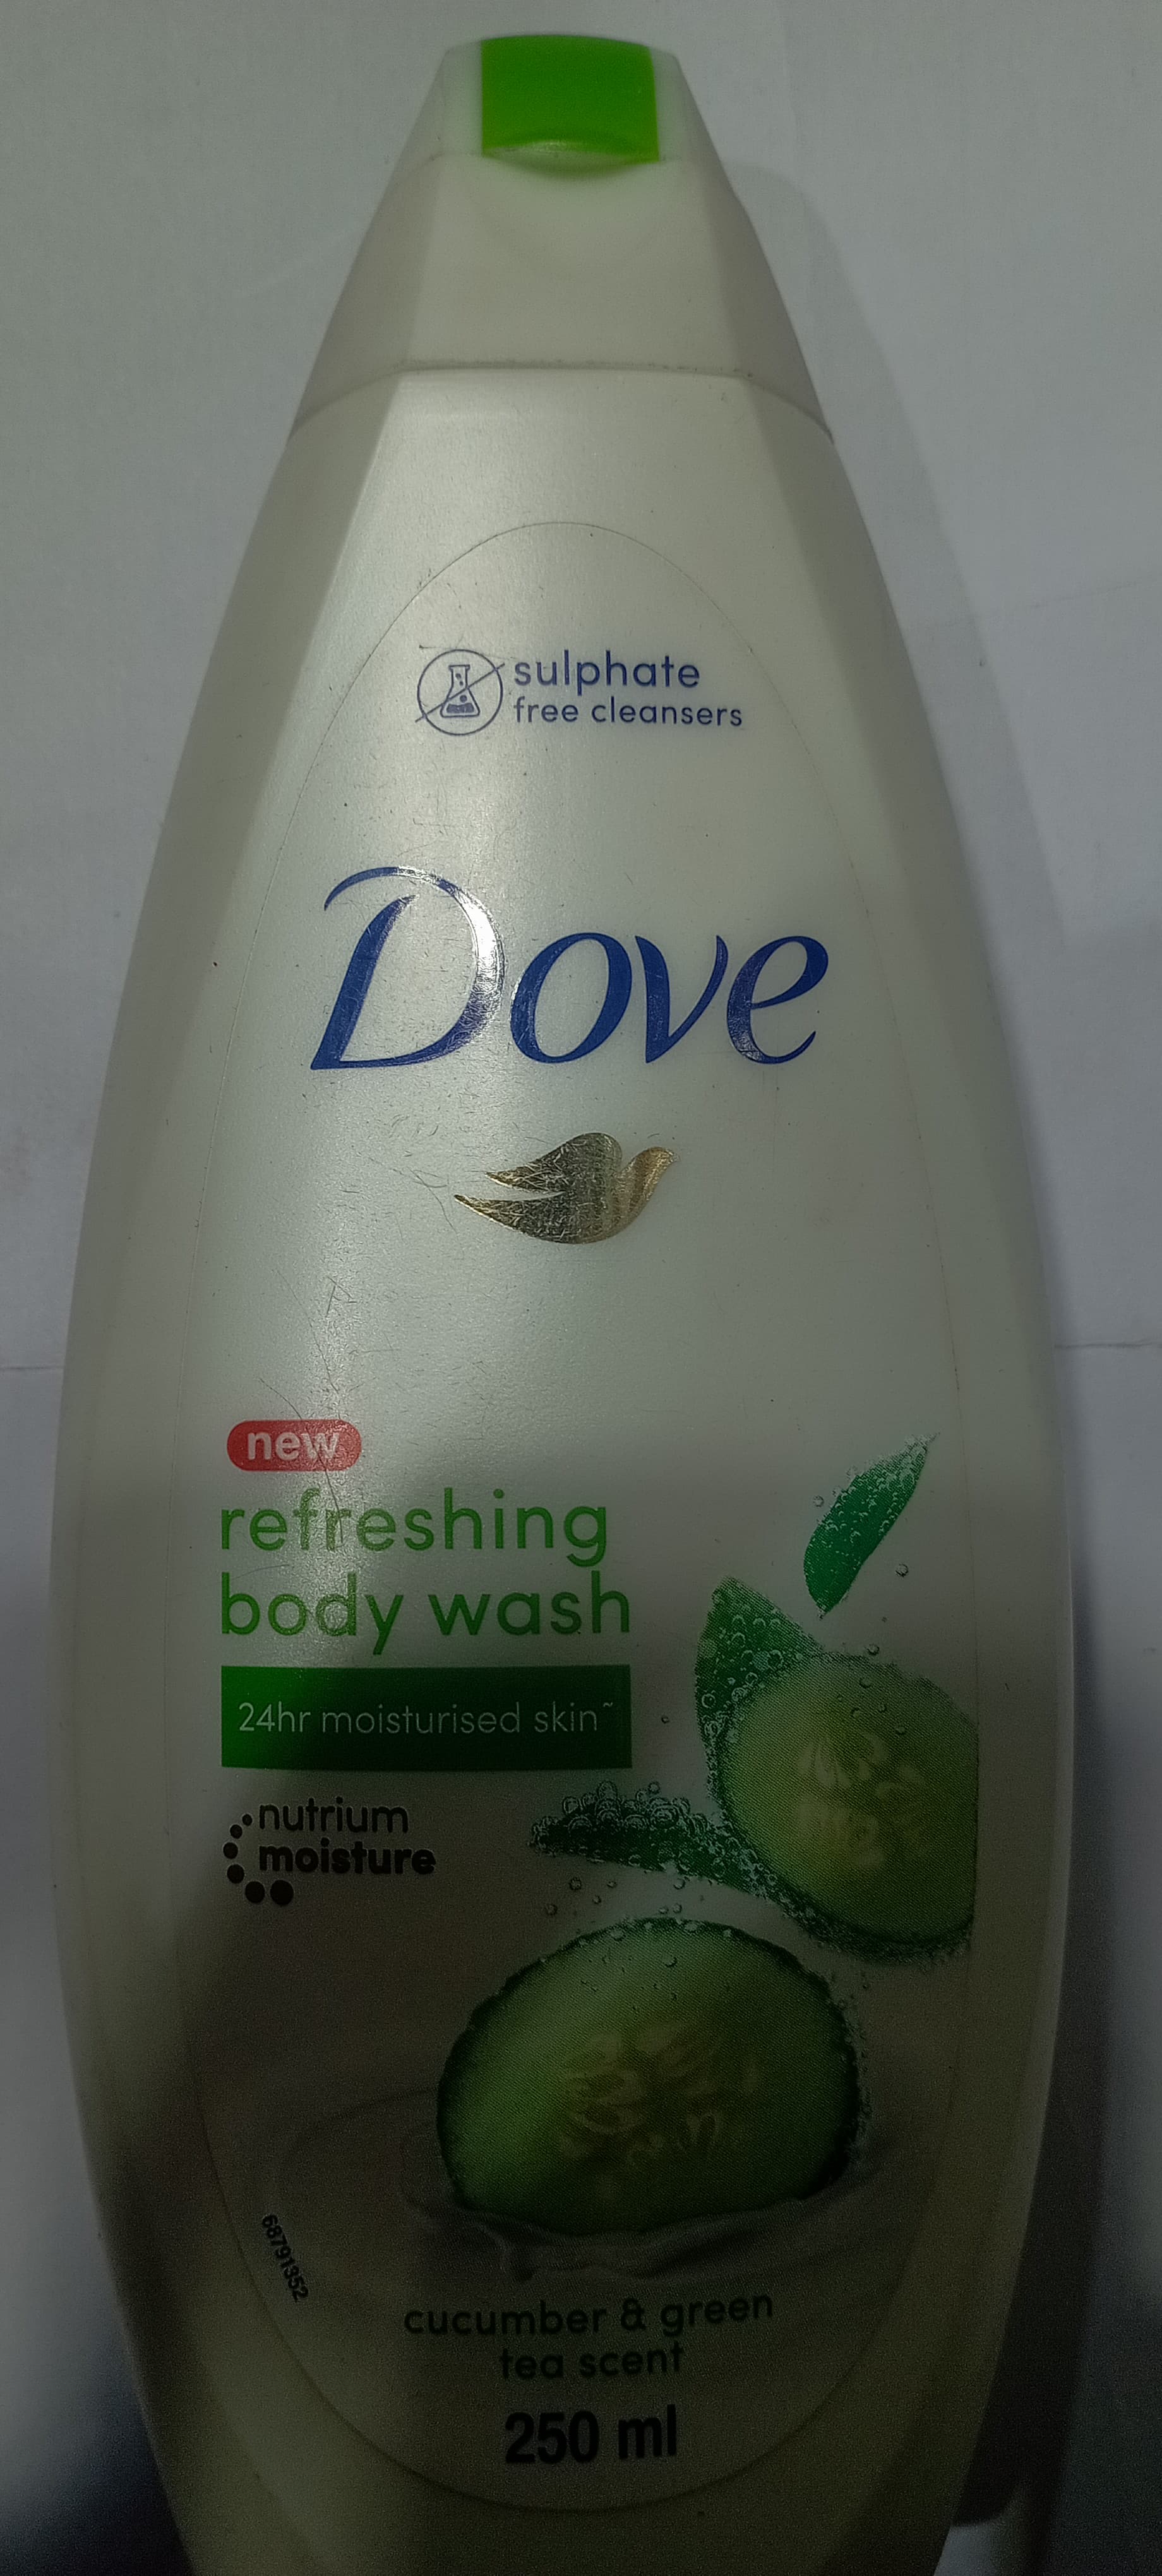 sulphate
free cleansers
Dove
new
refreshing
body wash
24hr moisturised skin~
nutrium
moisture
68791352
cucumber & green
tea scent
250 ml